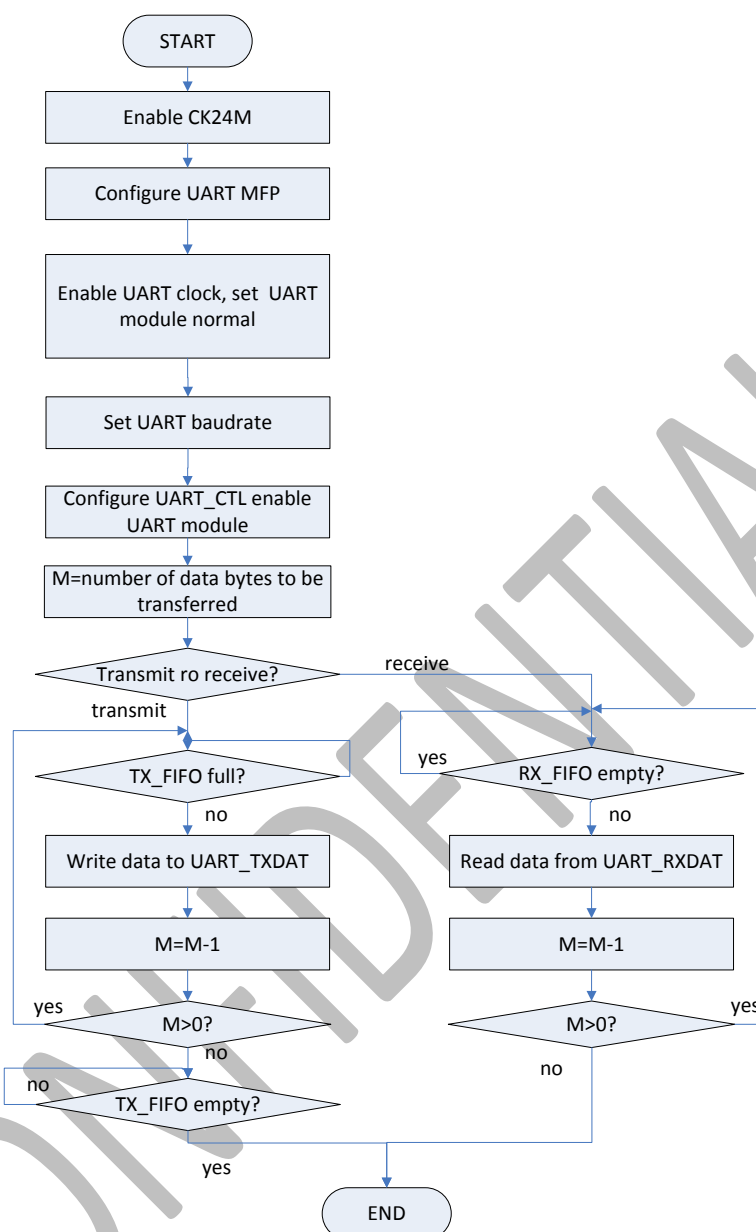 START
Enable CK24M
Configure UART MFP
Enable UART clock, set UART
module normal
Set UART baudrate
Configure UART_CTL enable
UART module
M=number of data bytes to be
transferred
Transmit ro receive?
receive
transmit
TX_FIFO full?
yes
RX_FIFO empty?
no
no
Write data to UART_TXDAT
Read data from UART_RXDAT
M=M-1
M=M-1
yes
M>0?
M>0?
yes
no
no
no
TX_FIFO empty?
yes
END
ONFIDENTIAL